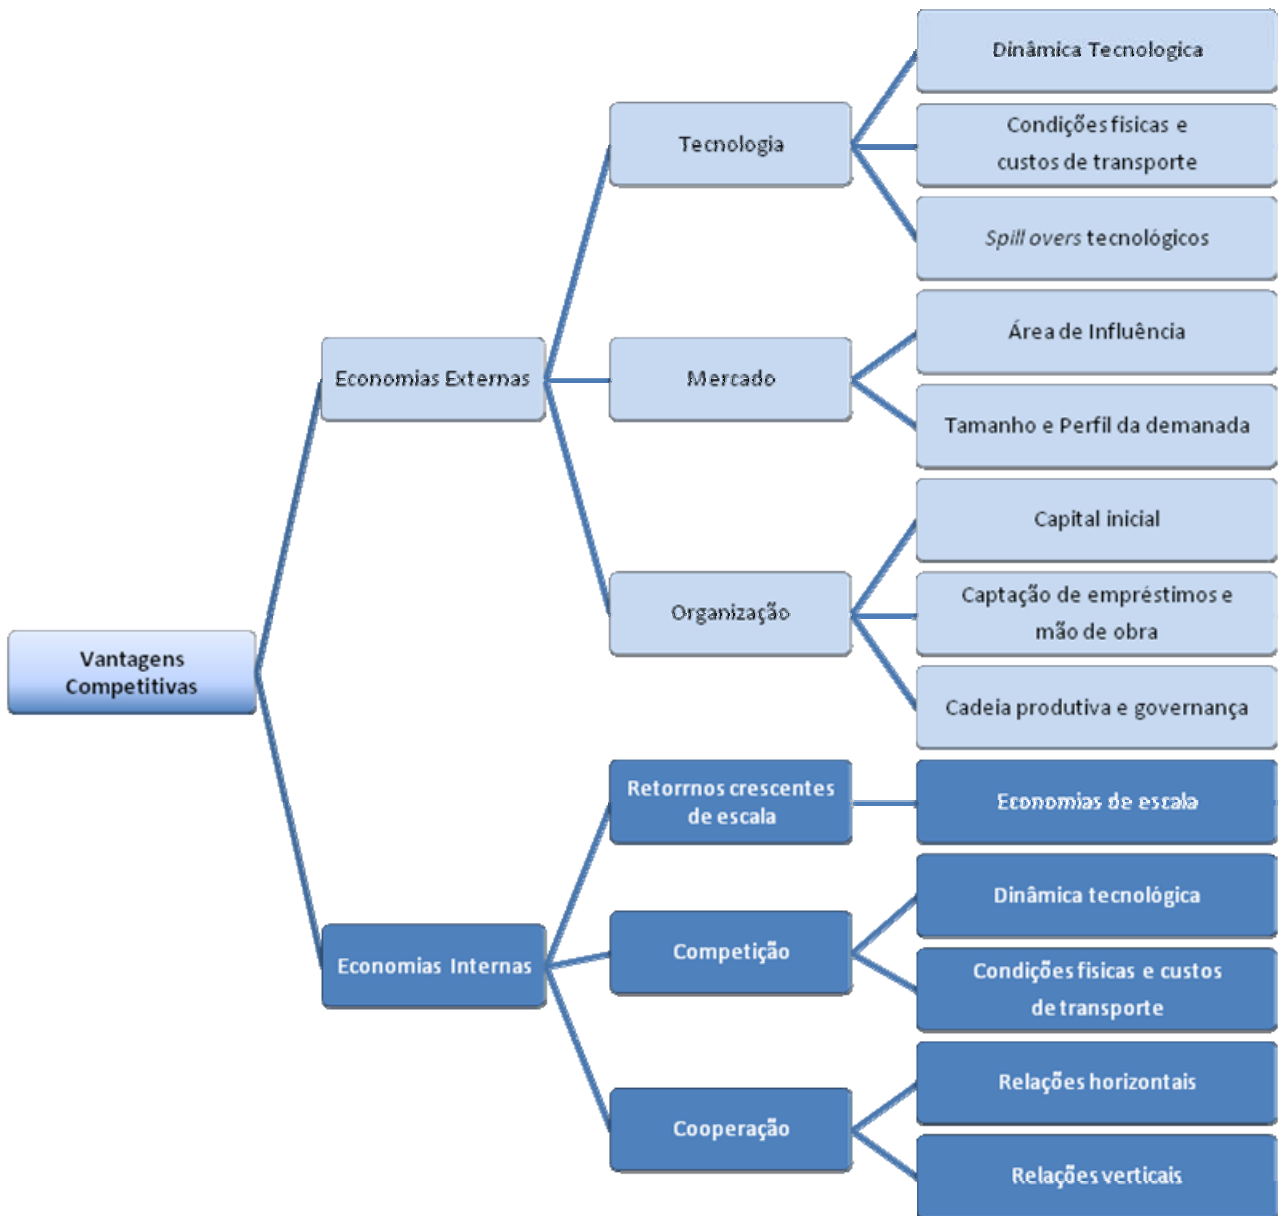 Dinâmica Tecnologica
Condições fisicas e
custos de transporte
Tecnologia
Spill overs tecnológicos
Área de Influência
Economias Externas
Mercado
Tamanho e Perfil da demanada
Capital inicial
Captação de empréstimos e
mão de obra
Organização
Cadeia produtiva e governança
Vantagens
Competitivas
Retorrnos crescentes
de escala
Economias de escala
Dinâmica tecnológica
Competição
Economias Internas
Condições fisicas e custos
de transporte
Relações horizontais
Cooperação
Relações verticais